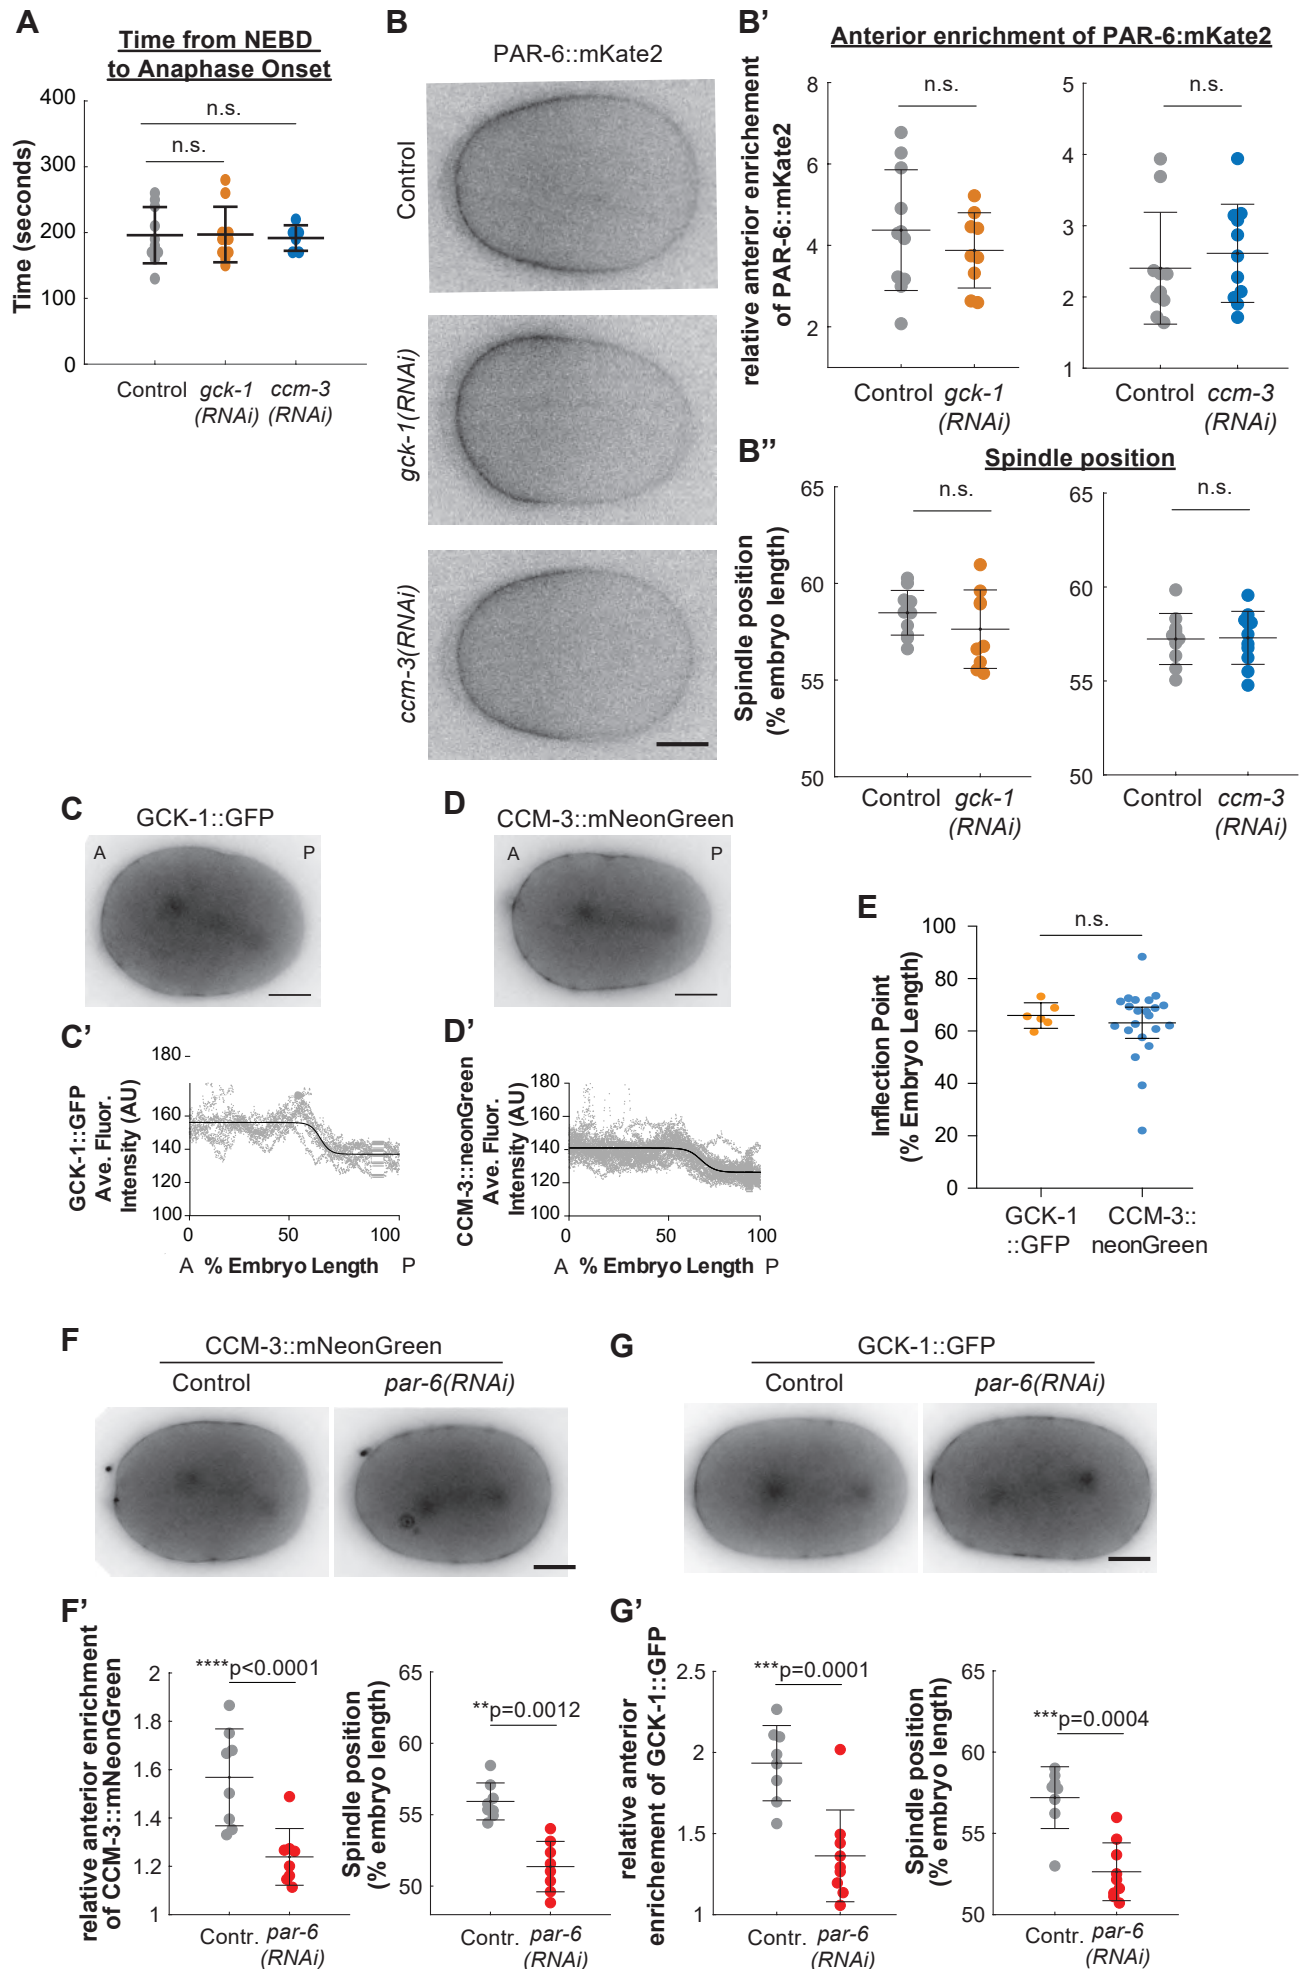 A
Time from NEBD
to Anaphase Onset
Time (seconds)
400
300
200
100
0
n.s.
n.s.
Control
gck-1
(RNAi)
ccm-3
(RNAi)
B
PAR-6::mKate2
Control
gck-1(RNAi)
ccm-3(RNAi)
B'
Anterior enrichment of PAR-6:mKate2
relative anterior enrichement
of PAR-6::mKate2
8
6
4
2
n.s.
Control
gck-1
(RNAi)
5
4
3
2
1
n.s.
Control
ccm-3
(RNAi)
B"
Spindle position
Spindle position
(% embryo length)
65
60
55
50
n.s.
Control
gck-1
(RNAi)
65
60
55
50
n.s.
Control
ccm-3
(RNAi)
C
GCK-1::GFP
A
P
D
CCM-3::mNeonGreen
A
P
C'
GCK-1::GFP
Ave. Fluor.
Intensity (AU)
180
160
140
120
100
0
50
100
A % Embryo Length P
D'
CCM-3::neonGreen
Ave. Fluor.
Intensity (AU)
180
160
140
120
100
0
50
100
A % Embryo Length P
E
Inflection Point
(% Embryo Length)
100
80
60
40
20
0
n.s.
GCK-1
::GFP
CCM-3::
neonGreen
F
CCM-3::mNeonGreen
Control
par-6(RNAi)
G
GCK-1::GFP
Control
par-6(RNAi)
F'
relative anterior enrichment
of CCM-3::mNeonGreen
2
1.8
1.6
1.4
1.2
1
****p<0.0001
Contr.
par-6
(RNAi)
Spindle position
(% embryo length)
65
60
55
50
**p=0.0012
Contr.
par-6
(RNAi)
G'
relative anterior
enrichement of GCK-1::GFP
2.5
2
1.5
1
***p=0.0001
Contr.
par-6
(RNAi)
Spindle position
(% embryo length)
65
60
55
50
***p=0.0004
Contr.
par-6
(RNAi)